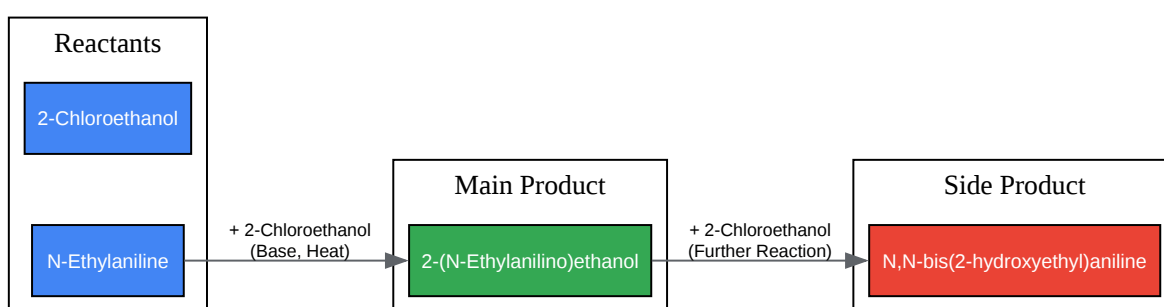 Reactants
2-Chloroethanol
N-Ethylaniline
+ 2-Chloroethanol
(Base, Heat)
Main Product
2-(N-Ethylanilino)ethanol
+ 2-Chloroethanol
(Further Reaction)
Side Product
N,N-bis(2-hydroxyethyl)aniline